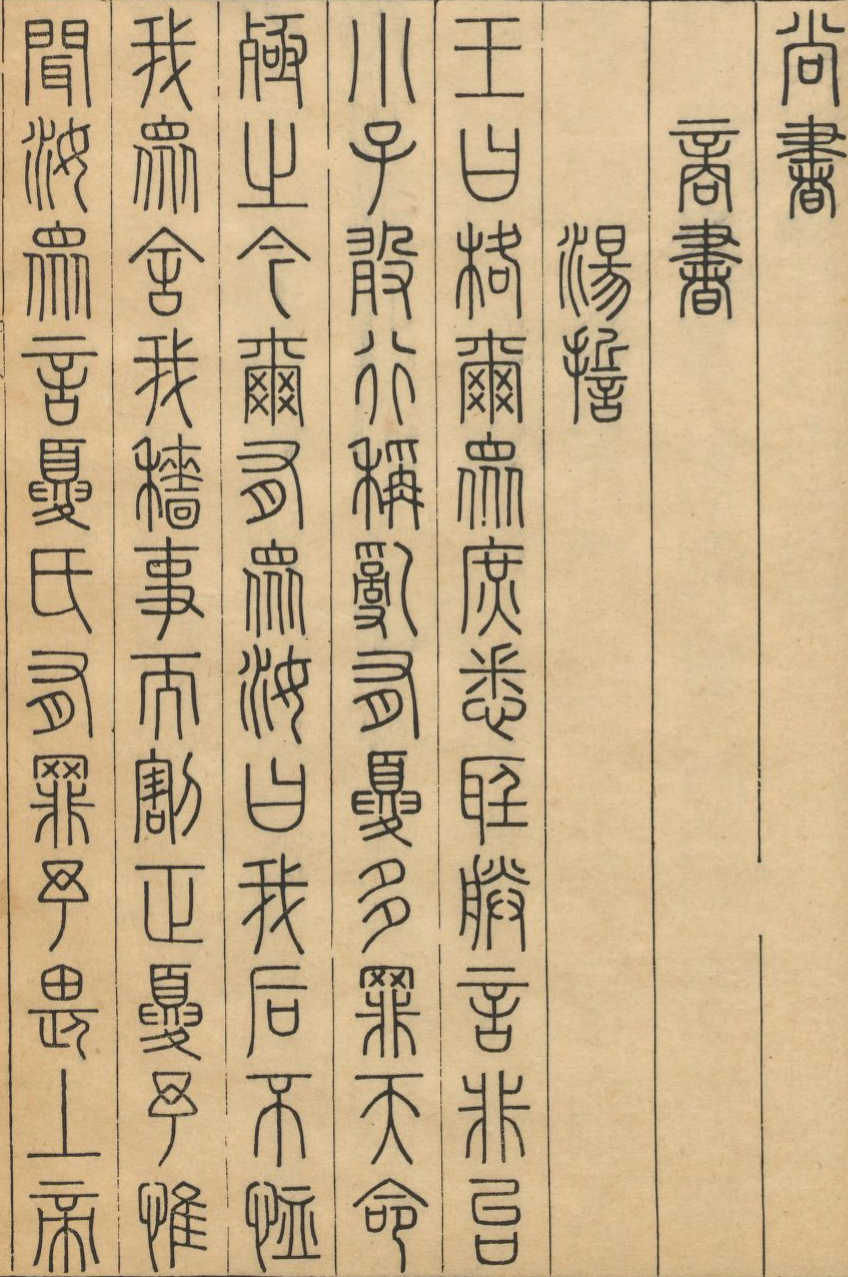 尚書
商書
湯誓
王曰格爾眾庶悉聽朕言非台
小子敢行稱亂有夏多罪天命
殛之今爾有眾汝曰我后不恤
我眾舍我穡事而割正夏予惟
聞汝眾言夏氏有罪予畏上帝